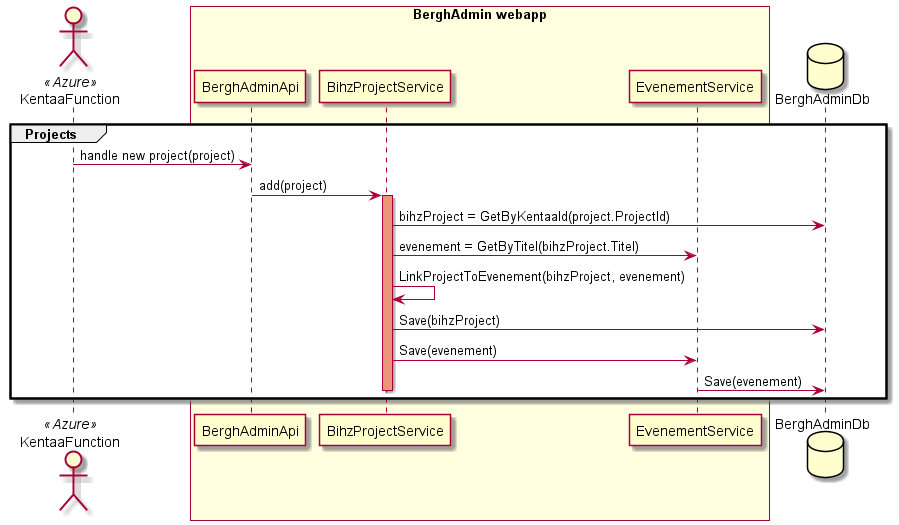 BerghAdmin webapp
« Azure »
KentaaFunction
BerghAdminApi
BihzProjectService
EvenementService
BerghAdminDb
Projects
handle new project(project)
add(project)
bihzProject = GetByKentaaId(project.ProjectId)
evenement = GetByTitel(bihzProject.Titel)
LinkProjectToEvenement(bihzProject, evenement)
Save(bihzProject)
Save(evenement)
Save(evenement)
« Azure »
KentaaFunction
BerghAdminApi
BihzProjectService
EvenementService
BerghAdminDb